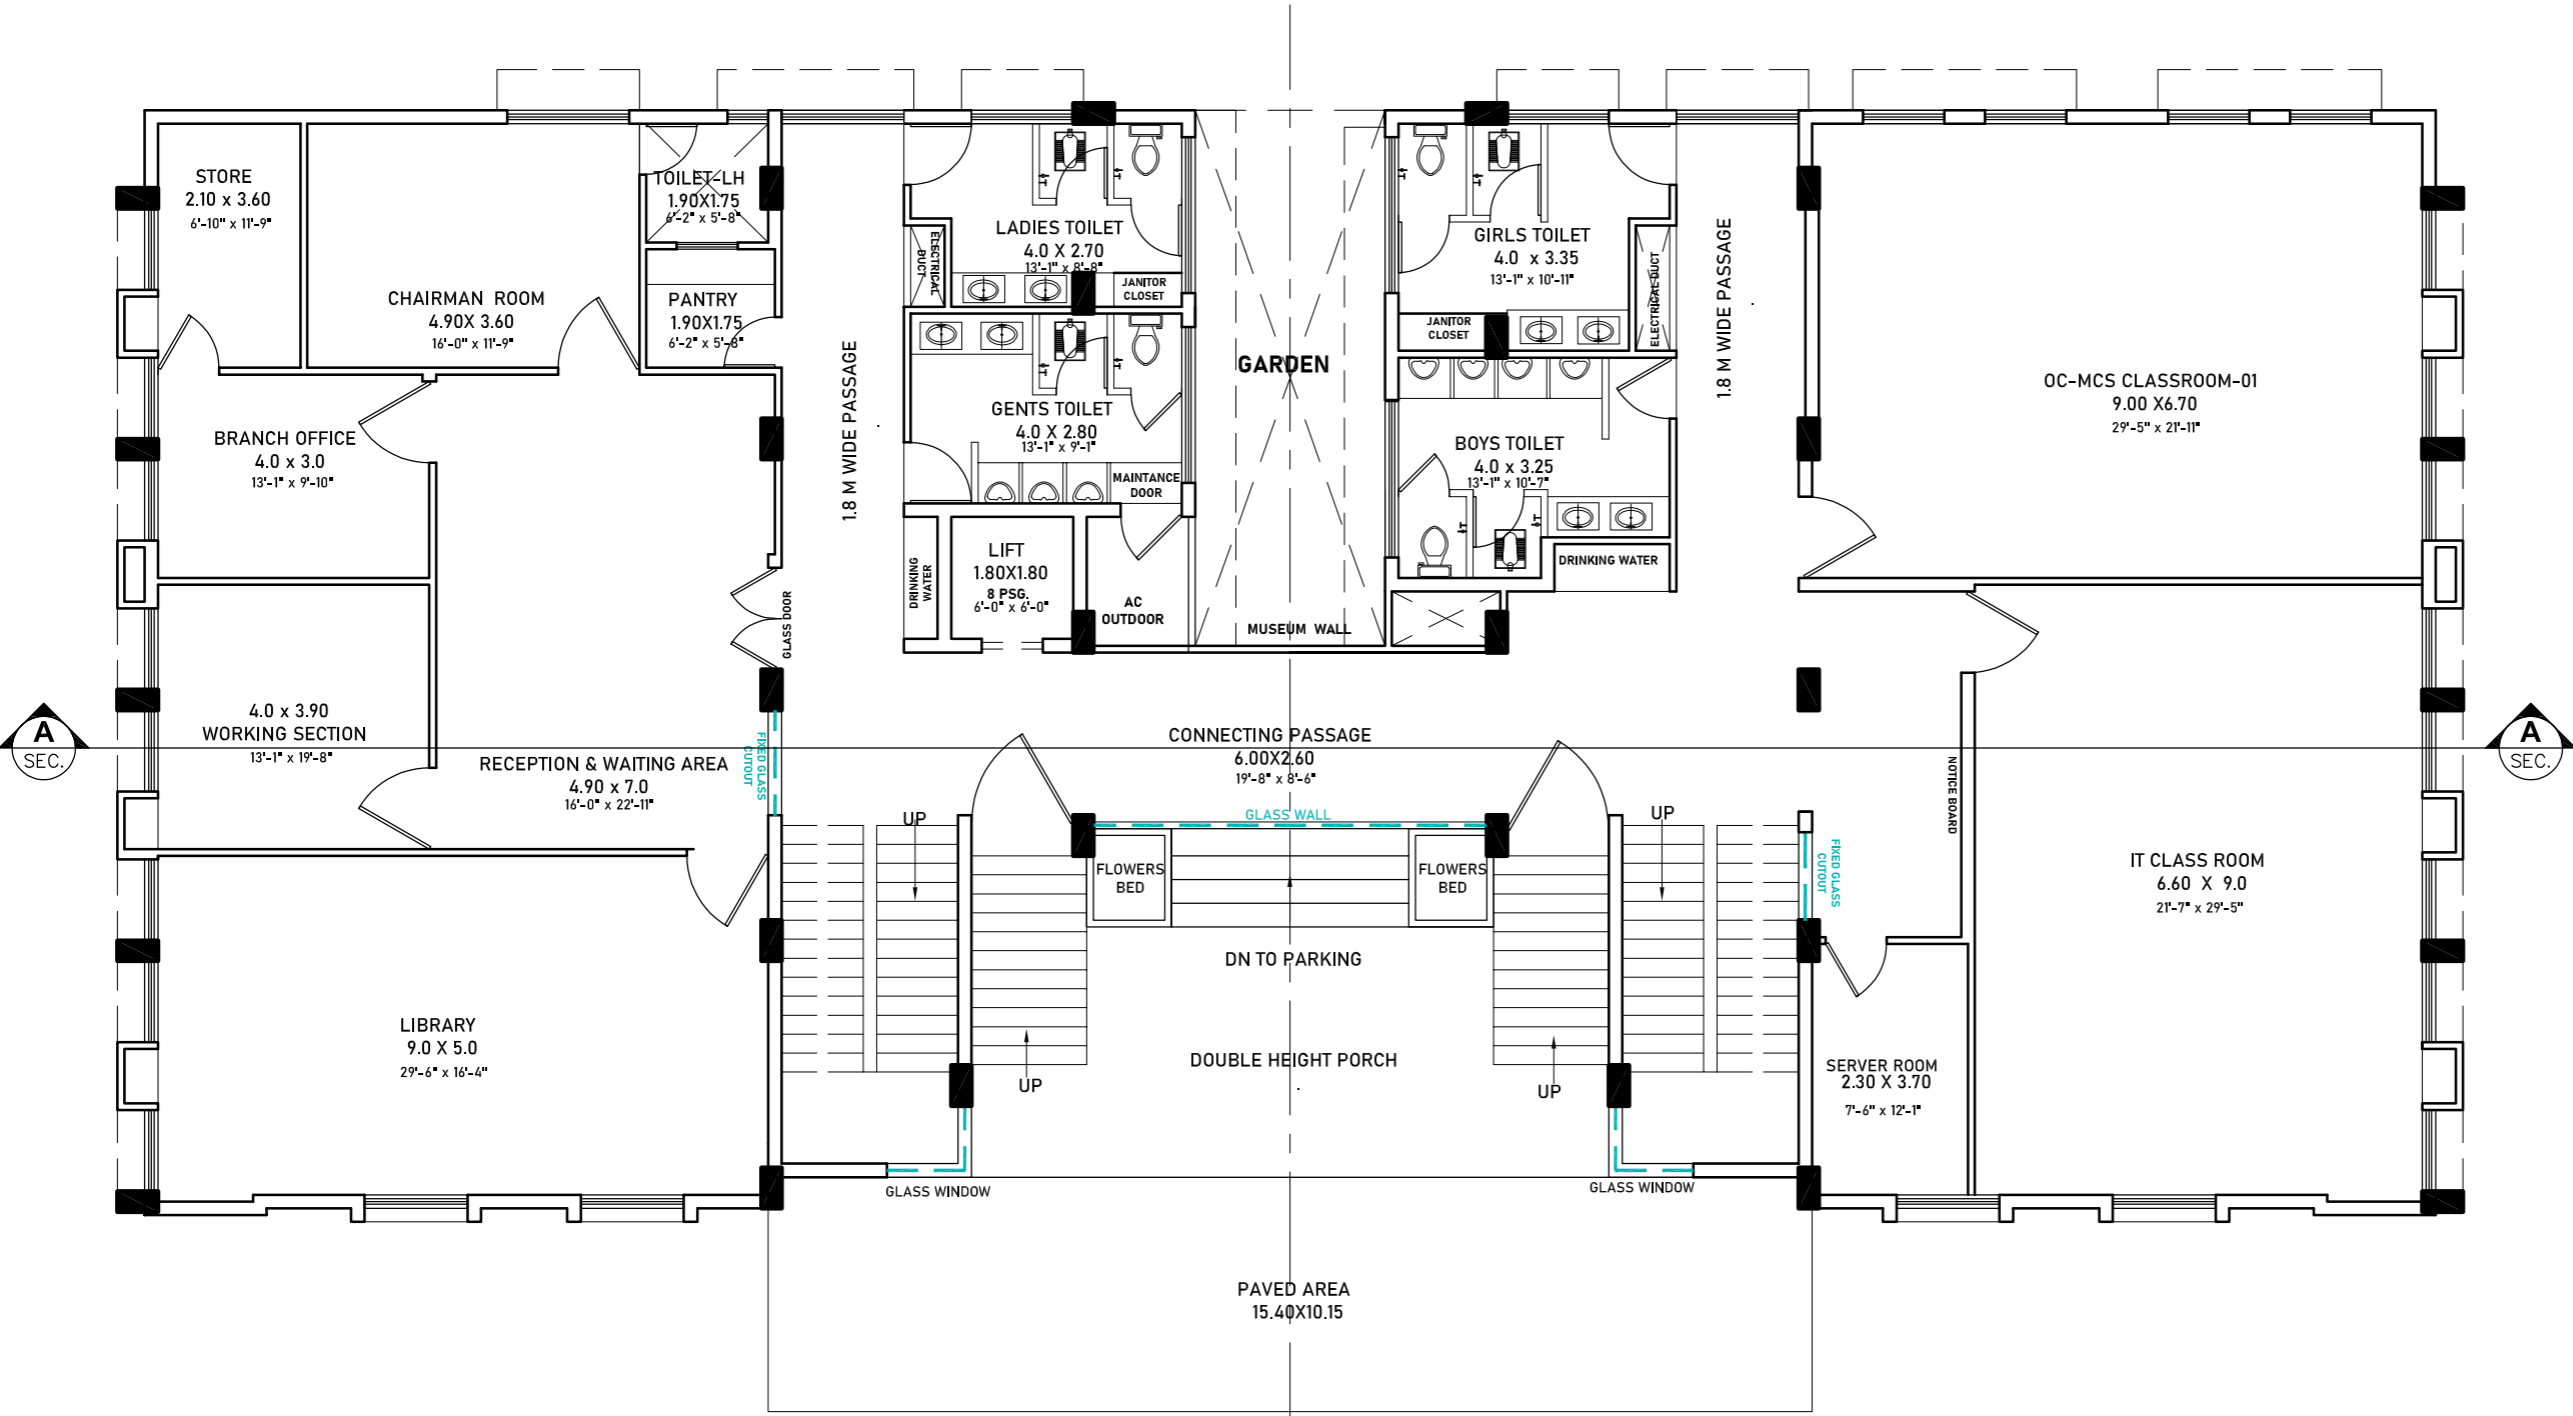 STORE
2.10 x 3.60
6'-10" x 11'-9"
CHAIRMAN ROOM
4.90X 3.60
16'-0" x 11'-9"
TOILET-LH
1.90X1.75
6'-2" x 5'-8"
PANTRY
1.90X1.75
6'-2" x 5'-8"
BRANCH OFFICE
4.0 x 3.0
13'-1" x 9'-10"
4.0 x 3.90
WORKING SECTION
13'-1" x 19'-8"
RECEPTION & WAITING AREA
4.90 x 7.0
16'-0" x 22'-11"
LIBRARY
9.0 X 5.0
29'-6" x 16'-4"
A
SEC.
GLASS DOOR
FIXED GLASS
CUTOUT
1.8 M WIDE PASSAGE
ELECTRICAL
DUCT
LADIES TOILET
4.0 X 2.70
13'-1" x 8'-8"
JANITOR
CLOSET
GENTS TOILET
4.0 X 2.80
13'-1" x 9'-1"
MAINTANCE
DOOR
DRINKING
WATER
LIFT
1.80X1.80
8 PSG.
6'-0" x 6'-0"
AC
OUTDOOR
GARDEN
MUSEUM WALL
GIRLS TOILET
4.0 x 3.35
13'-1" x 10'-11"
JANITOR
CLOSET
ELECTRICAL DUCT
BOYS TOILET
4.0 x 3.25
13'-1" x 10'-7"
DRINKING WATER
1.8 M WIDE PASSAGE
CONNECTING PASSAGE
6.00X2.60
19'-8" x 8'-6"
GLASS WALL
UP
UP
FLOWERS
BED
FLOWERS
BED
DN TO PARKING
DOUBLE HEIGHT PORCH
UP
UP
GLASS WINDOW
GLASS WINDOW
PAVED AREA
15.40X10.15
OC-MCS CLASSROOM-01
9.00 X6.70
29'-5" x 21'-11"
NOTICE BOARD
FIXED GLASS
CUTOUT
IT CLASS ROOM
6.60 X 9.0
21'-7" x 29'-5"
SERVER ROOM
2.30 X 3.70
7'-6" x 12'-1"
A
SEC.